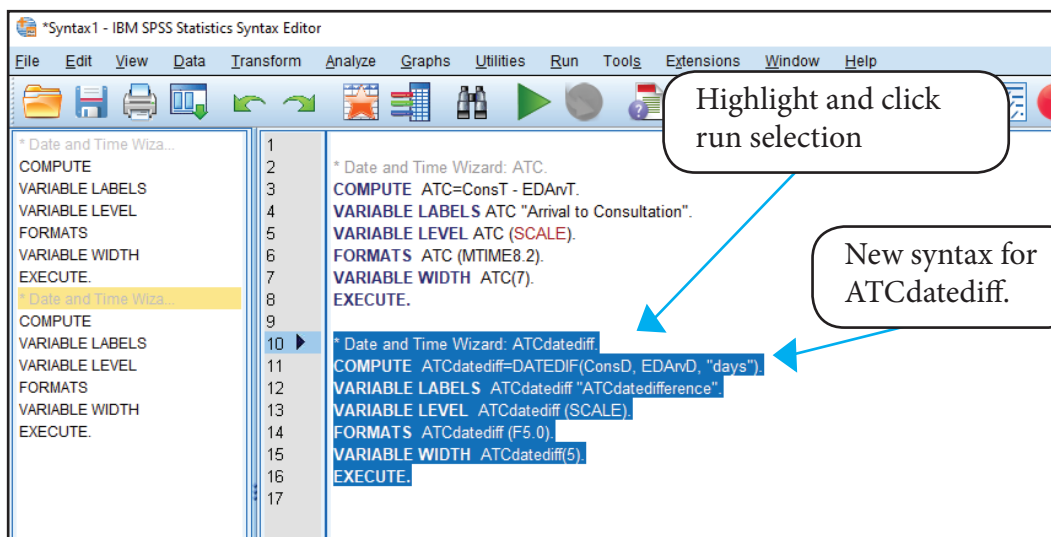 *Syntax1 - IBM SPSS Statistics Syntax Editor
File Edit View Data Transform Analyze Graphs Utilities Run Tools Extensions Window Help
Highlight and click
run selection
* Date and Time Wiza...
COMPUTE
VARIABLE LABELS
VARIABLE LEVEL
FORMATS
VARIABLE WIDTH
EXECUTE.
* Date and Time Wiza...
COMPUTE
VARIABLE LABELS
VARIABLE LEVEL
FORMATS
VARIABLE WIDTH
EXECUTE.
1
2 * Date and Time Wizard: ATC.
3 COMPUTE ATC=ConsT - EDArvT.
4 VARIABLE LABELS ATC "Arrival to Consultation".
5 VARIABLE LEVEL ATC (SCALE).
6 FORMATS ATC (MTIME8.2).
7 VARIABLE WIDTH ATC(7).
8 EXECUTE.
9
10 * Date and Time Wizard: ATCdatediff.
11 COMPUTE ATCdatediff=DATEDIF(ConsD, EDArvD, "days").
12 VARIABLE LABELS ATCdatediff "ATCdatedifference".
13 VARIABLE LEVEL ATCdatediff (SCALE).
14 FORMATS ATCdatediff (F5.0).
15 VARIABLE WIDTH ATCdatediff(5).
16 EXECUTE.
17
New syntax for
ATCdatediff.